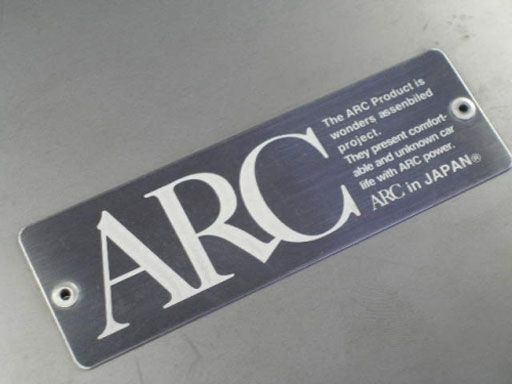 ARC
The ARC Product is
wonders assenbiled
project.
They present comfort-
able and unknown car
life with ARC power.
ARC in JAPAN®